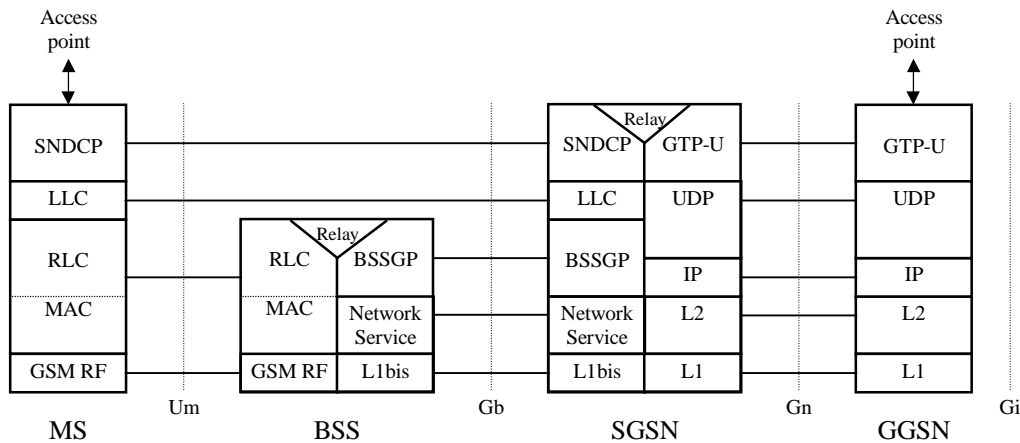 Access
point
Access
point
Relay
SNDCP
SNDCP
GTP-U
GTP-U
LLC
LLC
UDP
UDP
Relay
RLC
RLC
BSSGP
BSSGP
IP
IP
MAC
MAC
Network
Service
Network
Service
L2
L2
GSM RF
GSM RF
L1bis
L1bis
L1
L1
Um
Gb
Gn
Gi
MS
BSS
SGSN
GGSN